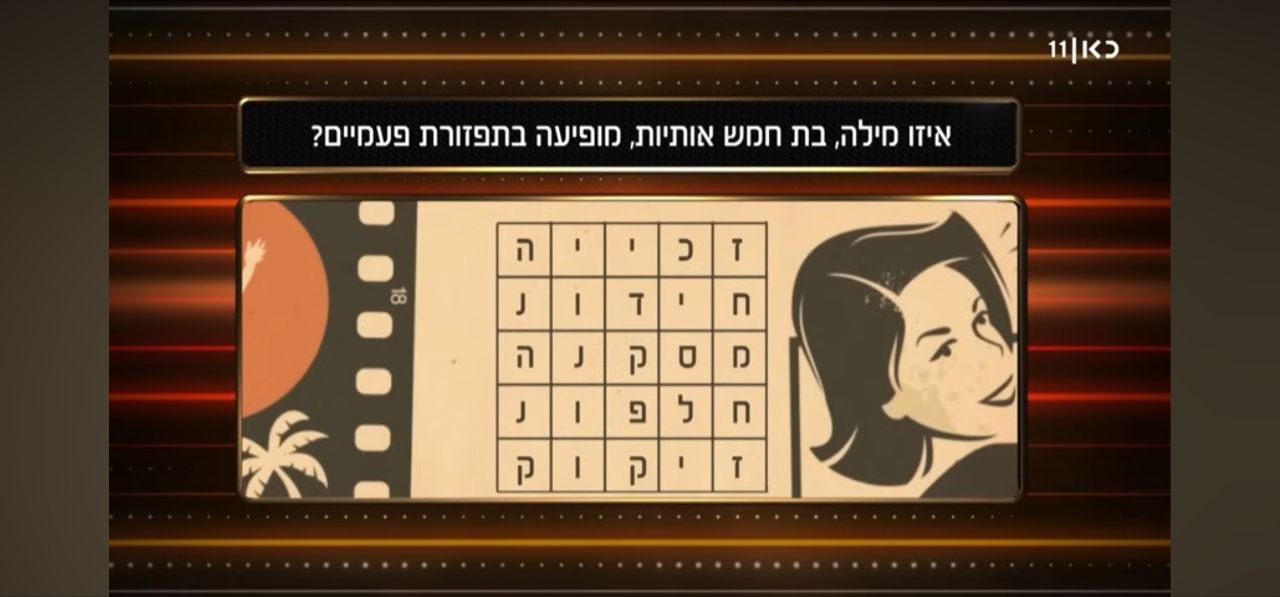 כאן|11
איזו מילה, בת חמש אותיות, מופיעה בתפזורת פעמיים?
18
ז כ י י ה
ח י ד ו נ
מ ס ק נ ה
ח ל פ ו נ
ז י ק ו ק